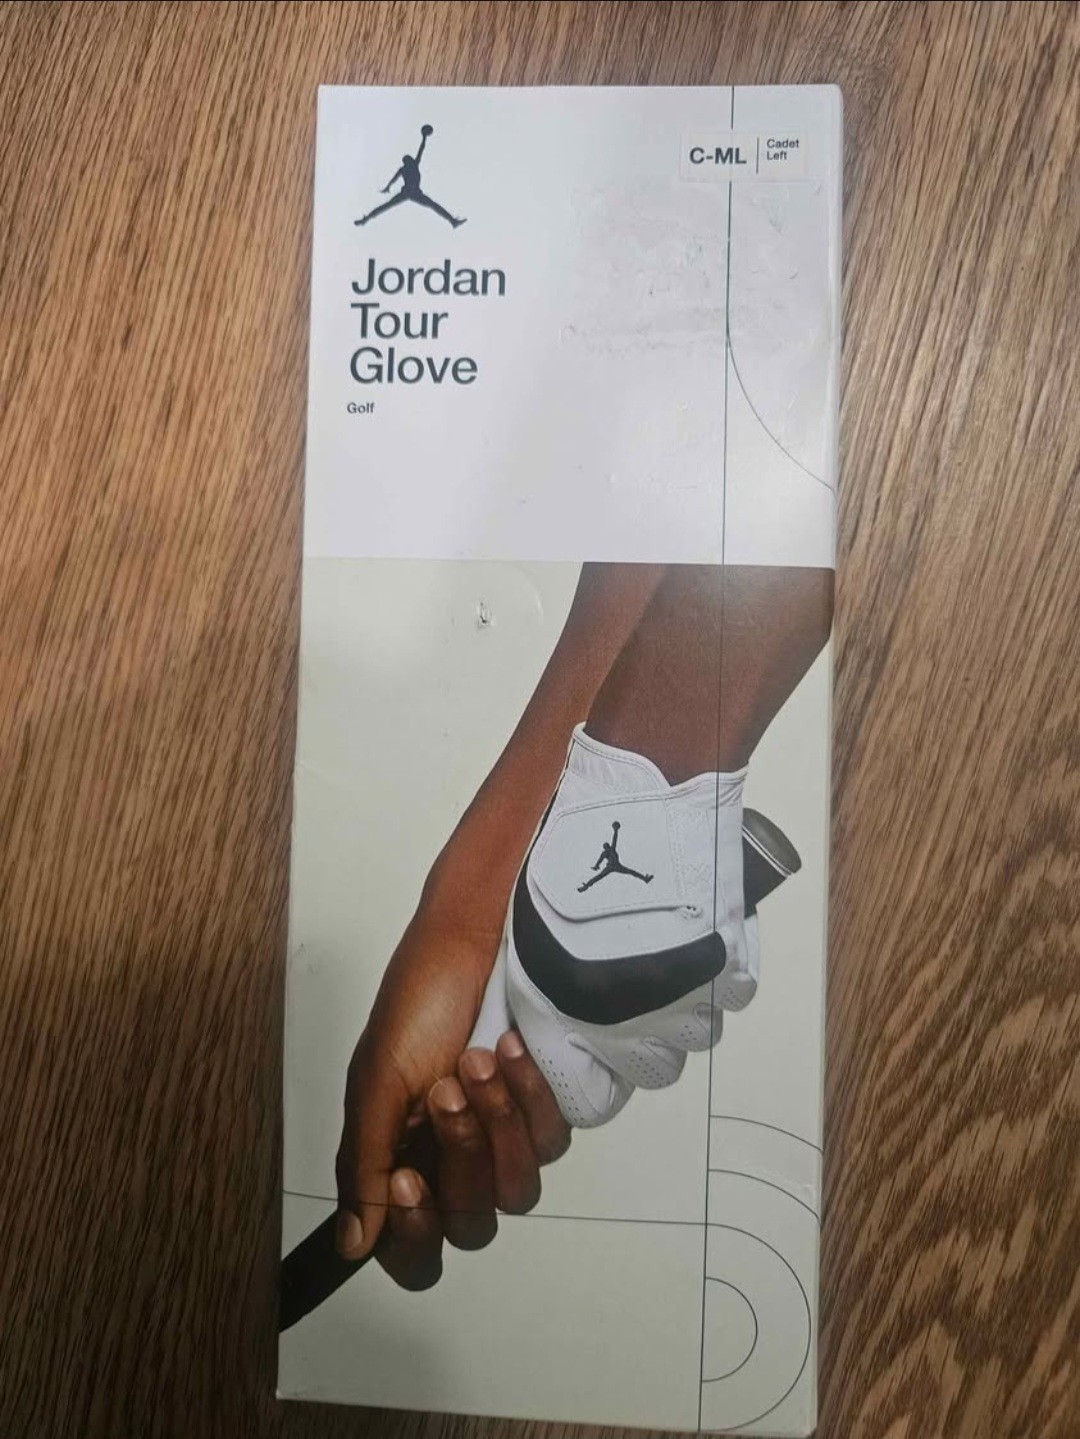 C-ML
Cadet
Left
Jordan
Tour
Glove
Golf